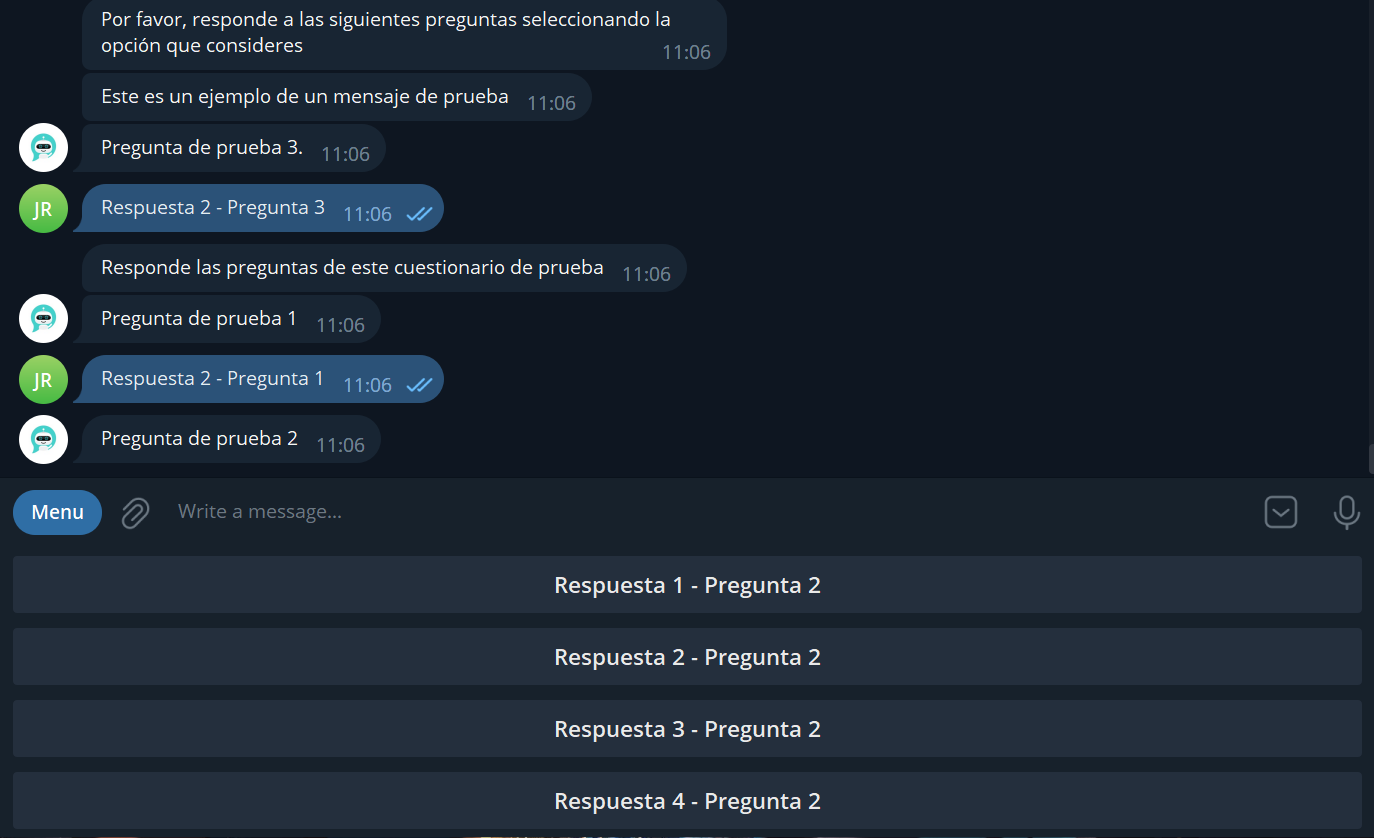 Por favor, responde a las siguientes preguntas seleccionando la
opción que consideres
11:06
Este es un ejemplo de un mensaje de prueba 11:06
Pregunta de prueba 3. 11:06
JR Respuesta 2 - Pregunta 3 11:06
Responde las preguntas de este cuestionario de prueba 11:06
Pregunta de prueba 1 11:06
JR Respuesta 2 - Pregunta 1 11:06
Pregunta de prueba 2 11:06
Menu Write a message...
Respuesta 1 - Pregunta 2
Respuesta 2 - Pregunta 2
Respuesta 3 - Pregunta 2
Respuesta 4 - Pregunta 2